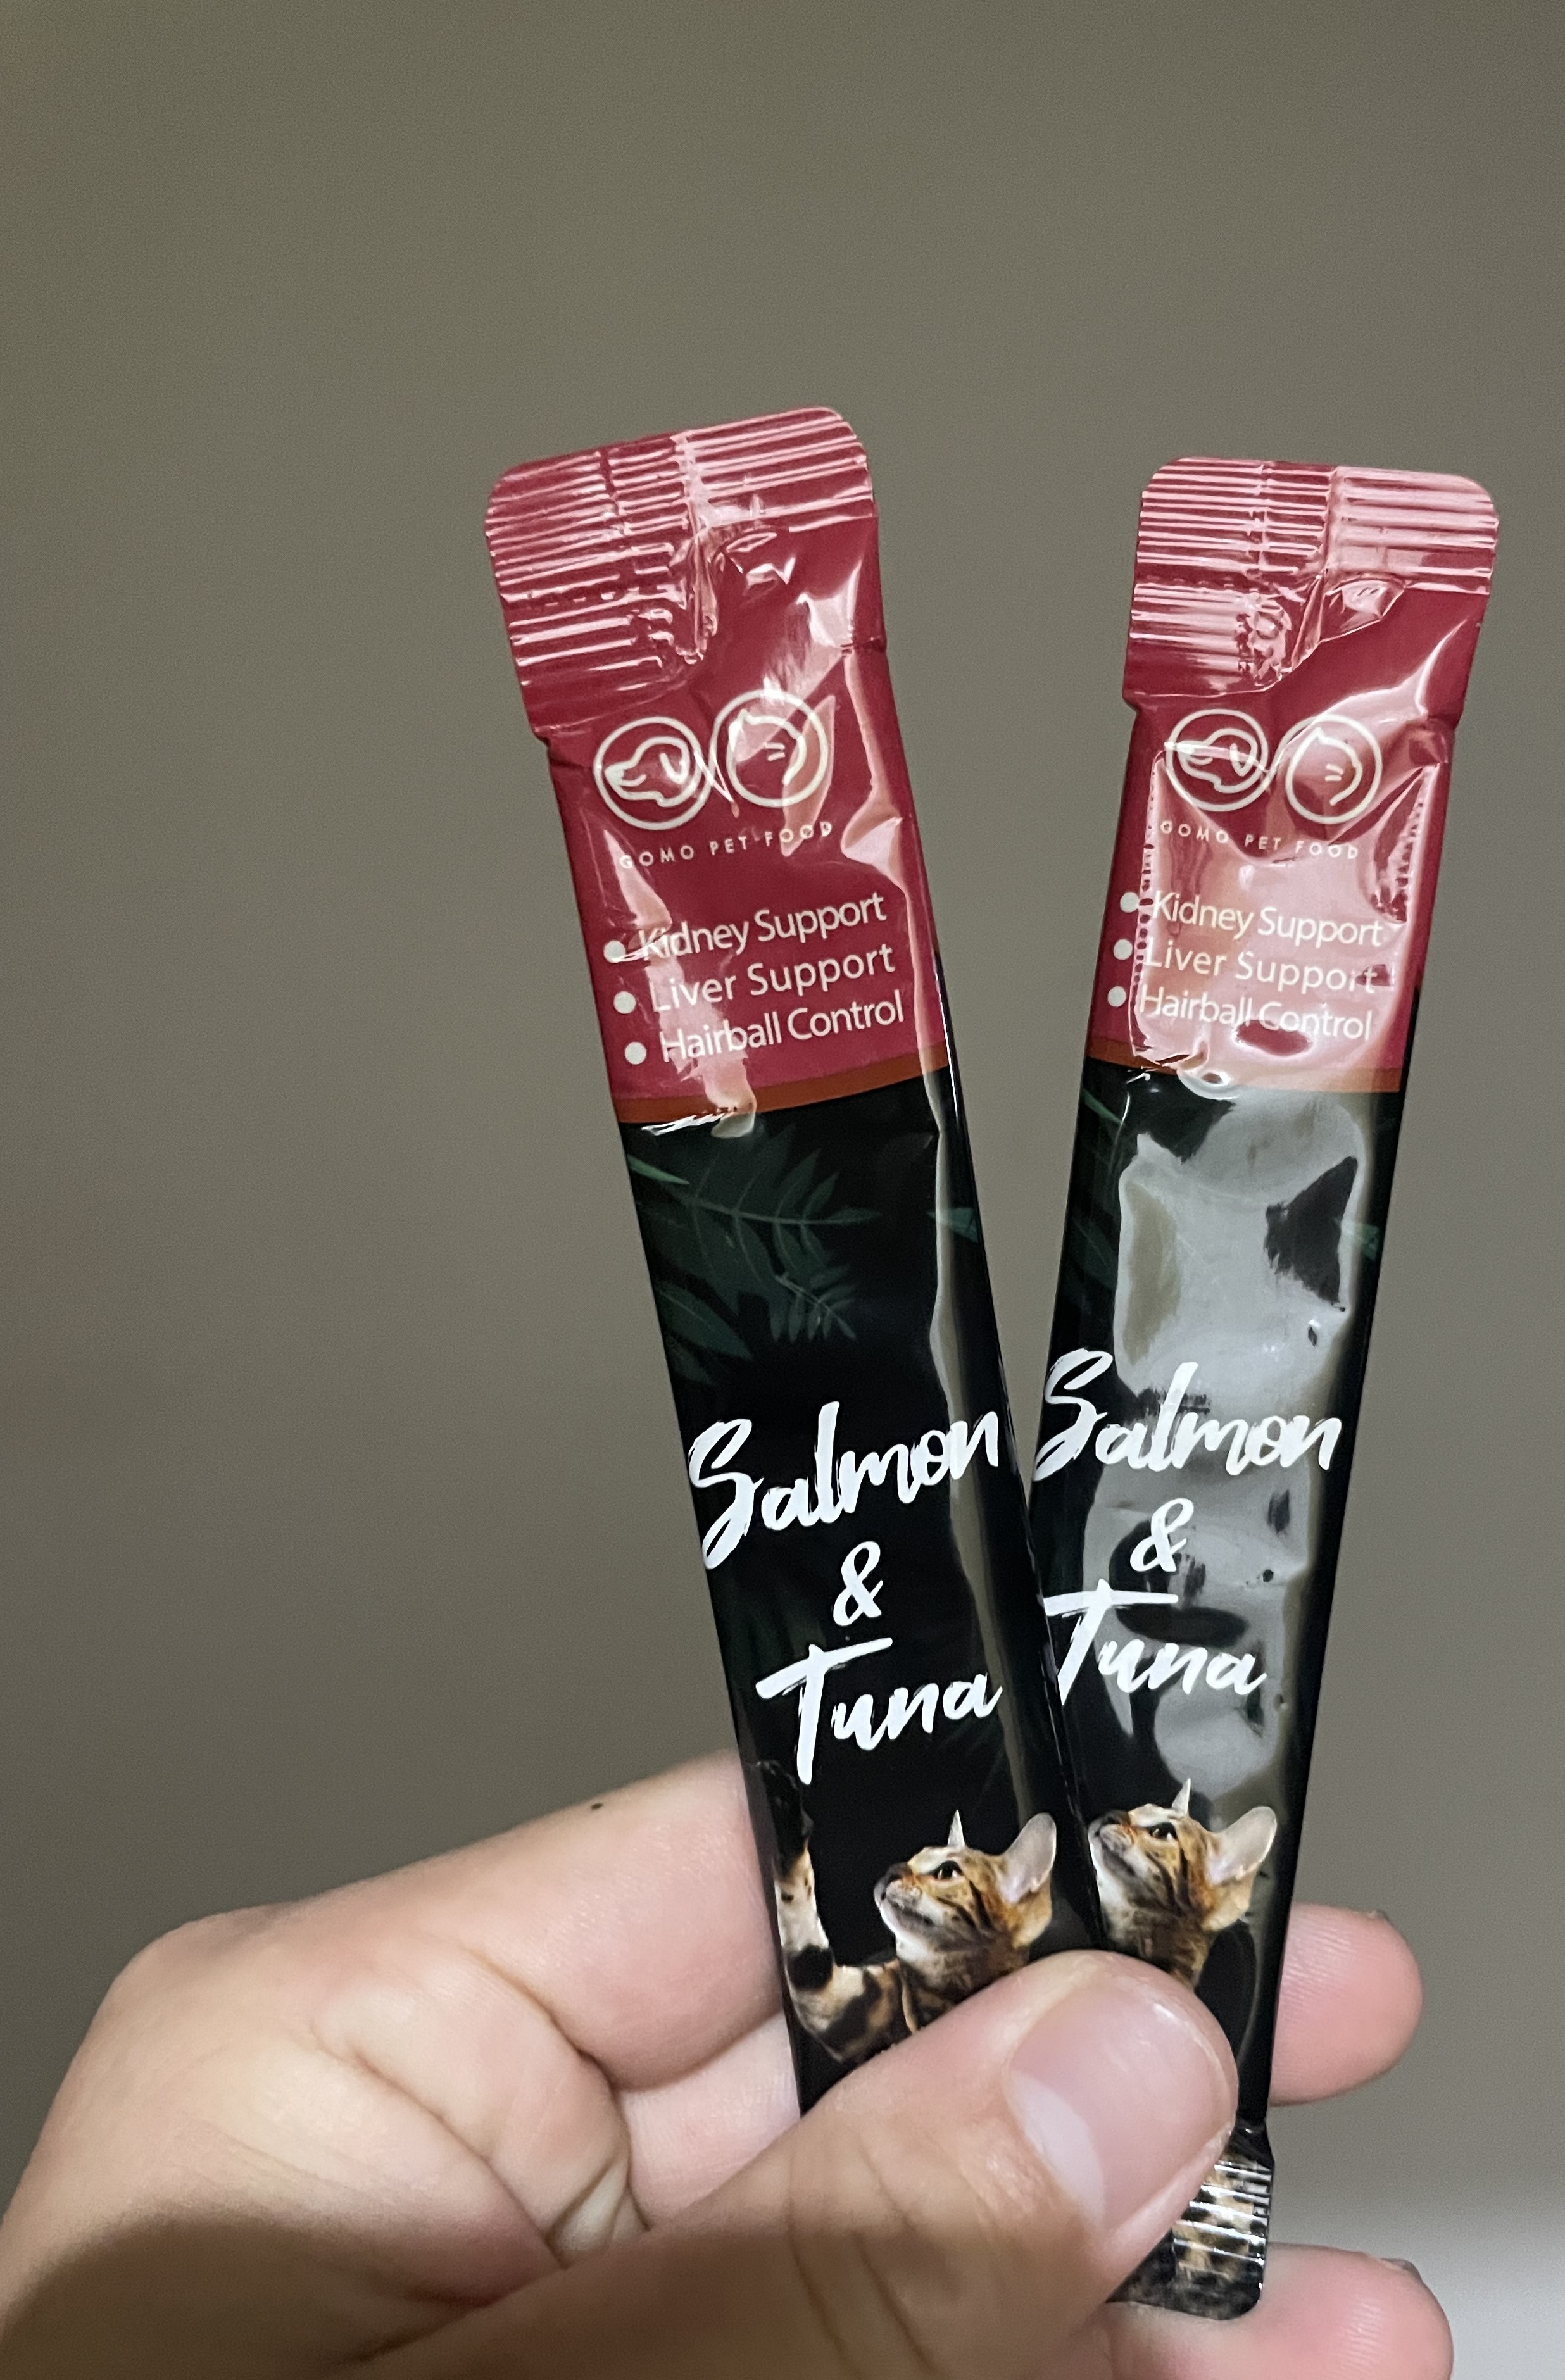 GOMO PET FOOD
• Kidney Support
• Liver Support
• Hairball Control
Salmon
&
Tuna
GOMO PET FOOD
• Kidney Support
• Liver Support
• Hairball Control
Salmon
&
Tuna